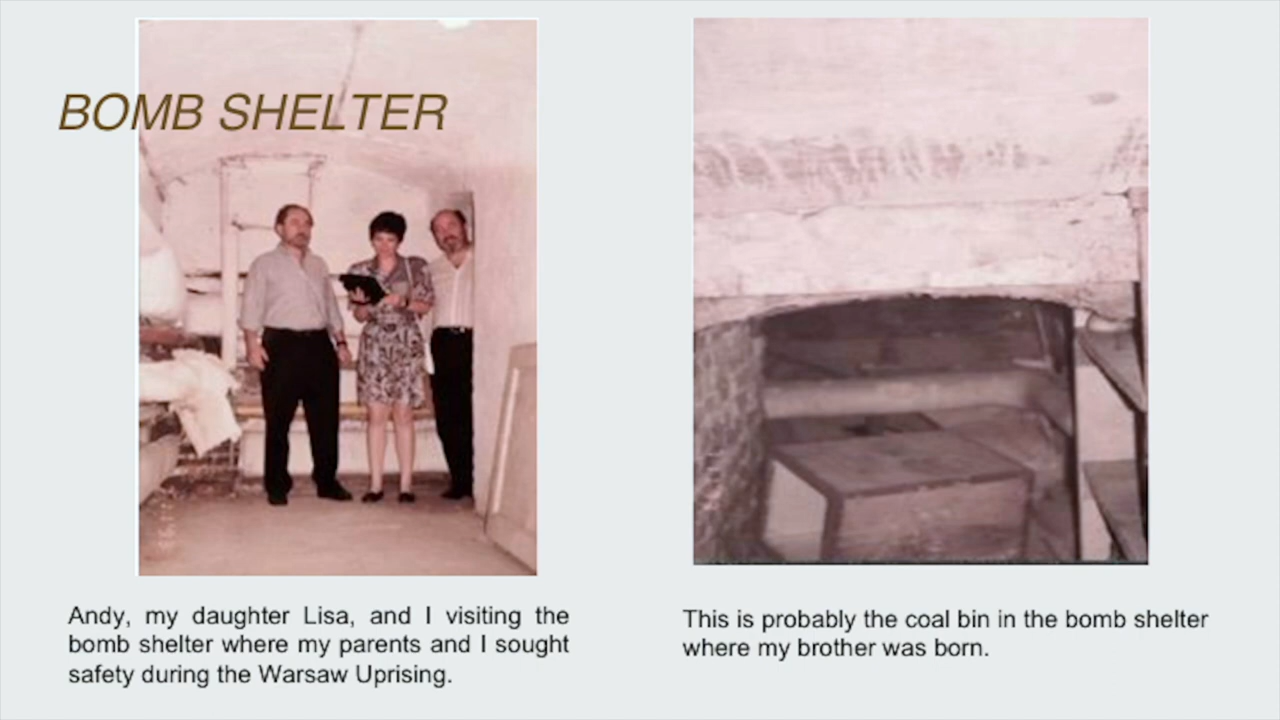 BOMB SHELTER
Andy, my daughter Lisa, and I visiting the
bomb shelter where my parents and I sought
safety during the Warsaw Uprising.
This is probably the coal bin in the bomb shelter
where my brother was born.